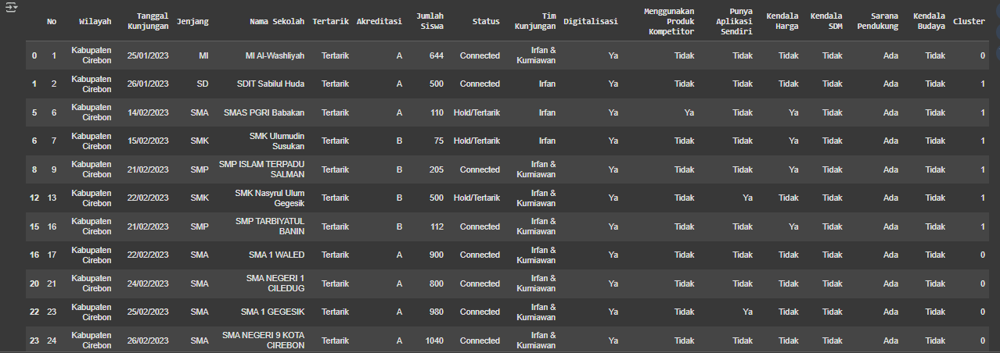 No Wilayah Tanggal Kunjungan Jenjang Nama Sekolah Tertarik Akreditasi Jumlah Siswa Status Tim Kunjungan Digitalisasi Menggunakan Produk Kompetitor Punya Aplikasi Sendiri Kendala Harga Kendala SDM Sarana Pendukung Kendala Budaya Cluster
0 1 Kabupaten Cirebon 25/01/2023 MI MI Al-Washliyah Tertarik A 644 Connected Irfan & Kurniawan Ya Tidak Tidak Tidak Tidak Ada Tidak 0
1 2 Kabupaten Cirebon 26/01/2023 SD SDIT Sabilul Huda Tertarik A 500 Connected Irfan Ya Tidak Tidak Tidak Tidak Ada Tidak 1
5 6 Kabupaten Cirebon 14/02/2023 SMA SMAS PGRI Babakan Tertarik A 110 Hold/Tertarik Irfan Ya Ya Tidak Ya Tidak Ada Tidak 1
6 7 Kabupaten Cirebon 15/02/2023 SMK SMK Ulumudin Susukan Tertarik B 75 Hold/Tertarik Irfan Ya Tidak Tidak Ya Tidak Ada Tidak 1
8 9 Kabupaten Cirebon 21/02/2023 SMP SMP ISLAM TERPADU SALMAN Tertarik B 205 Connected Irfan & Kurniawan Ya Tidak Tidak Ya Tidak Ada Tidak 1
12 13 Kabupaten Cirebon 22/02/2023 SMK SMK Nasyrul Ulum Gegesik Tertarik B 500 Hold/Tertarik Irfan & Kurniawan Ya Tidak Ya Tidak Tidak Ada Tidak 1
15 16 Kabupaten Cirebon 21/02/2023 SMP SMP TARBIYATUL BANIN Tertarik B 112 Connected Irfan & Kurniawan Ya Tidak Tidak Ya Tidak Ada Tidak 1
16 17 Kabupaten Cirebon 22/02/2023 SMA SMA 1 WALED Tertarik A 900 Connected Irfan & Kurniawan Ya Tidak Tidak Tidak Tidak Ada Tidak 0
20 21 Kabupaten Cirebon 24/02/2023 SMA SMA NEGERI 1 CILEDUG Tertarik A 800 Connected Irfan & Kurniawan Ya Tidak Tidak Tidak Tidak Ada Tidak 0
22 23 Kabupaten Cirebon 25/02/2023 SMA SMA 1 GEGESIK Tertarik A 980 Connected Irfan & Kurniawan Ya Tidak Ya Tidak Tidak Ada Tidak 0
23 24 Kabupaten Cirebon 26/02/2023 SMA SMA NEGERI 9 KOTA CIREBON Tertarik A 1040 Connected Irfan & Kurniawan Ya Tidak Tidak Tidak Tidak Ada Tidak 0